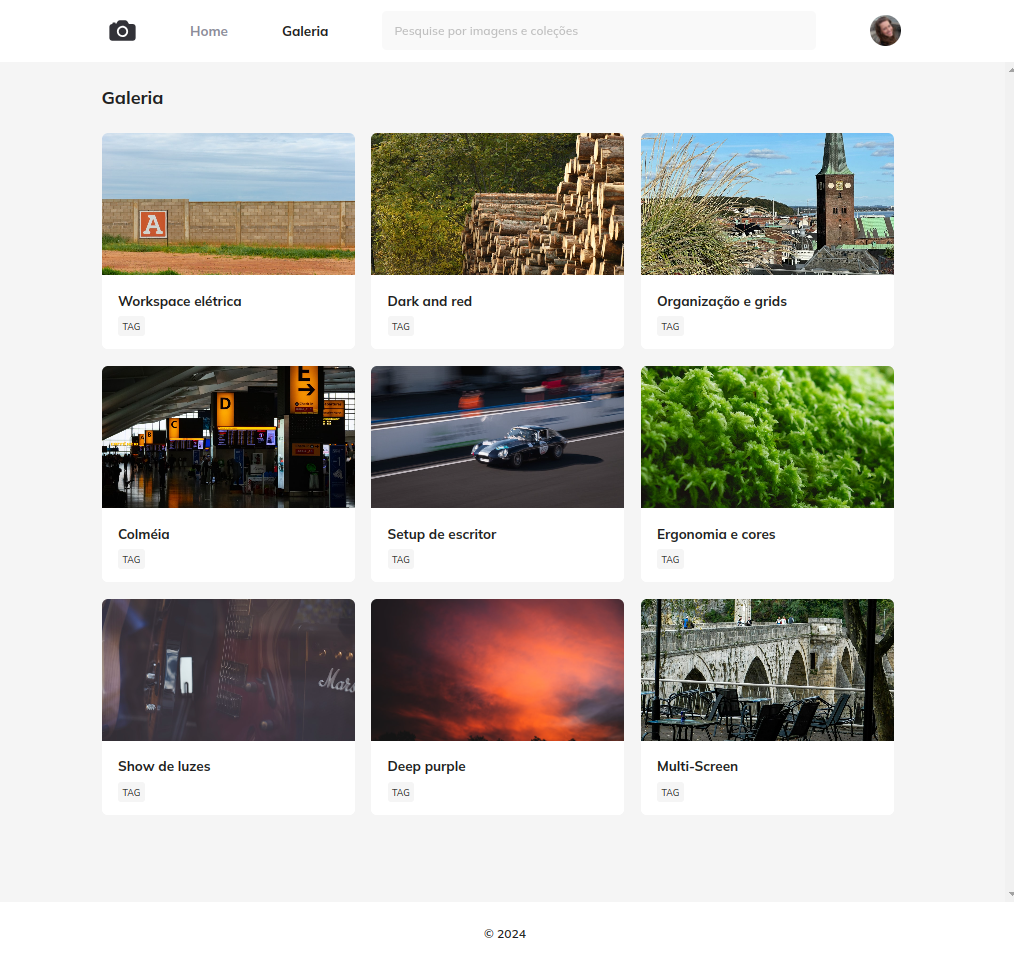 Home Galeria Pesquise por imagens e coleções
Galeria
A
Workspace elétrica
TAG
Dark and red
TAG
Organização e grids
TAG
E
D
C
B
A
Colméia
TAG
Setup de escritor
TAG
Ergonomia e cores
TAG
Mars
Show de luzes
TAG
Deep purple
TAG
Multi-Screen
TAG
© 2024